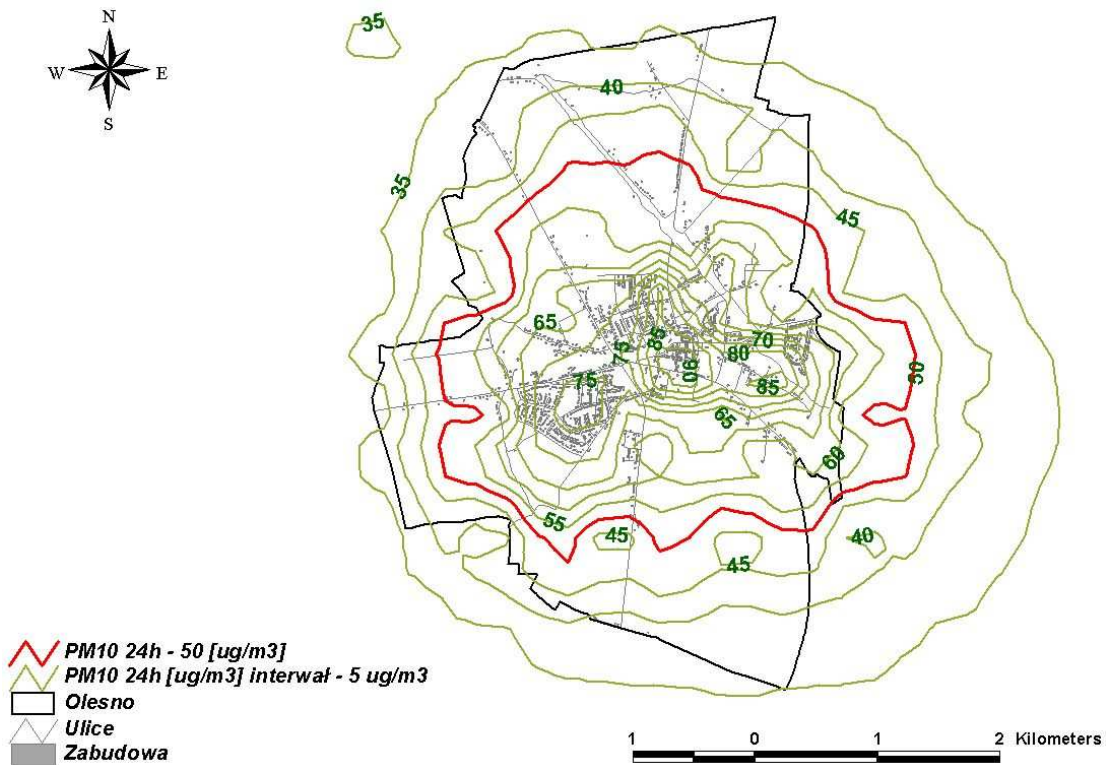 N
W E
S
35
40
35
45
65
85
75
70
80
75
90
85
50
65
60
55
45
45
40
PM10 24h - 50 [ug/m3]
PM10 24h [ug/m3] interwał - 5 ug/m3
Olesno
Ulice
Zabudowa
1 0 1 2 Kilometers